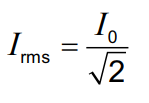 I_rms = I_0 / √2